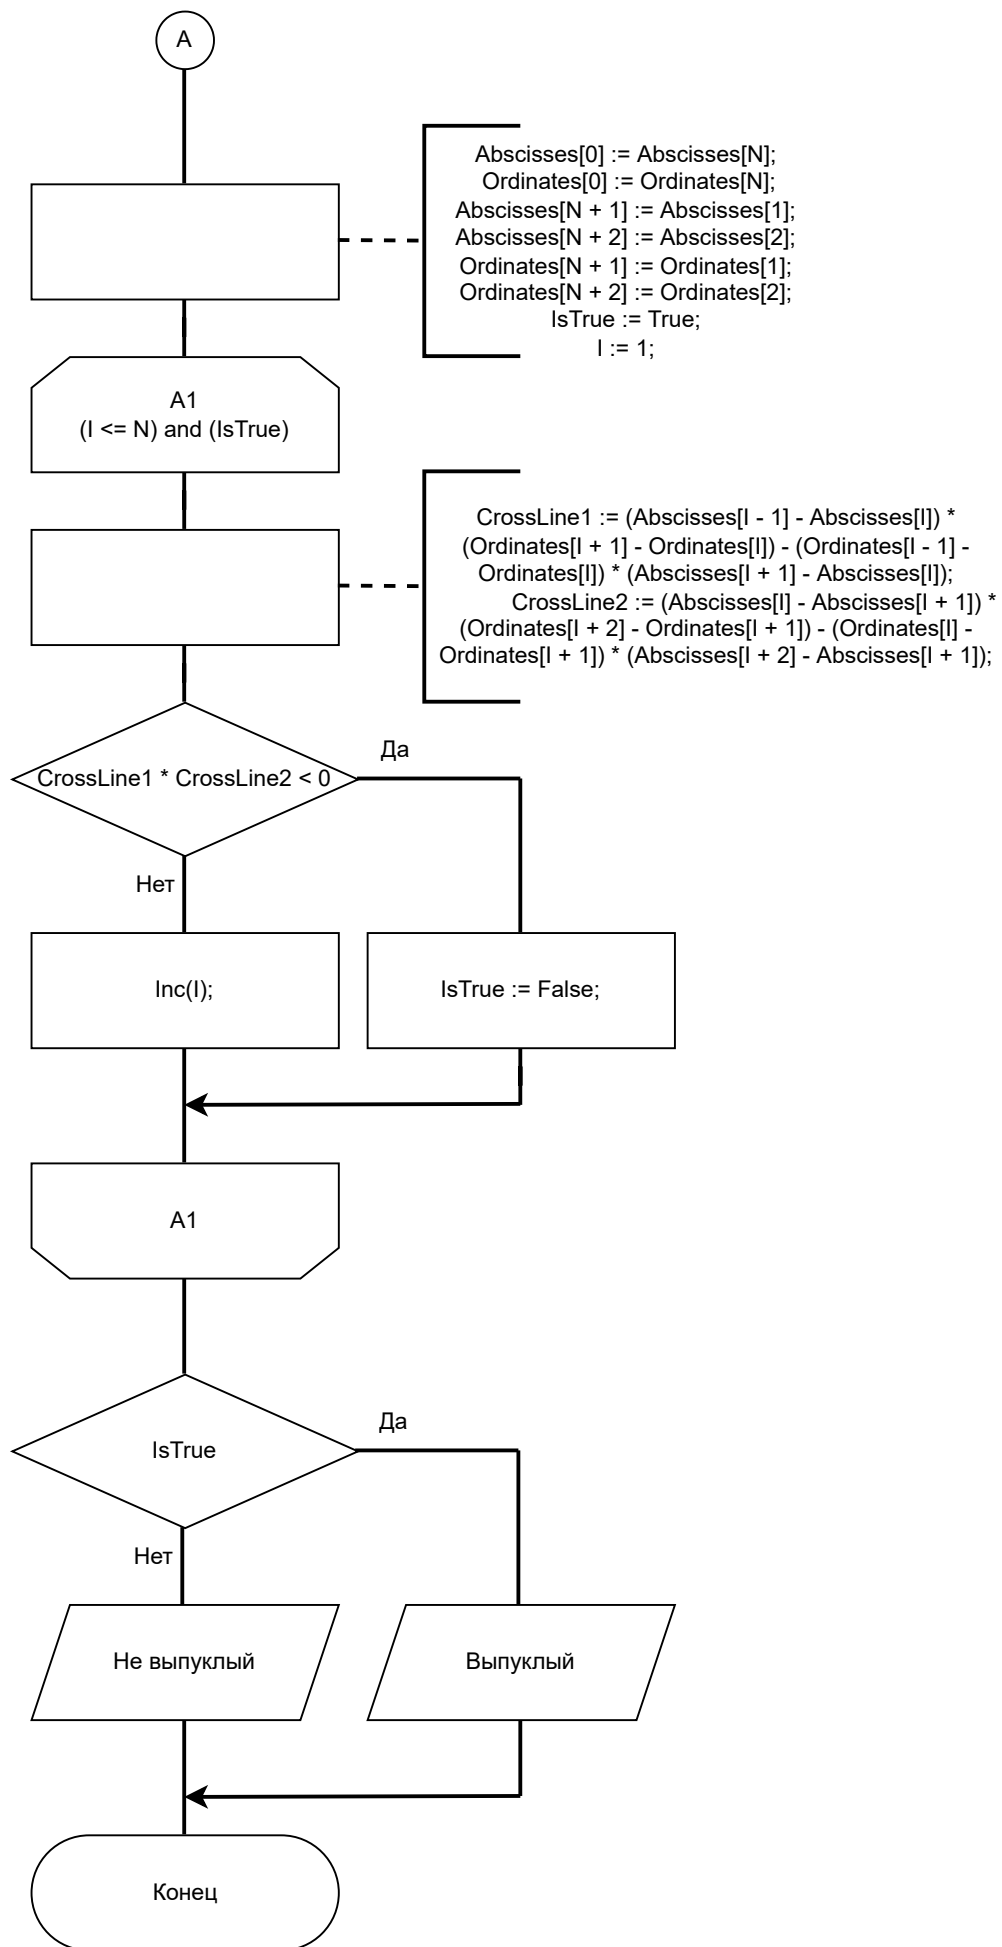 A
Abscisses[0] := Abscisses[N];
Ordinates[0] := Ordinates[N];
Abscisses[N + 1] := Abscisses[1];
Abscisses[N + 2] := Abscisses[2];
Ordinates[N + 1] := Ordinates[1];
Ordinates[N + 2] := Ordinates[2];
IsTrue := True;
I := 1;
A1
(I <= N) and (IsTrue)
CrossLine1 := (Abscisses[I - 1] - Abscisses[I]) *
(Ordinates[I + 1] - Ordinates[I]) - (Ordinates[I - 1] -
Ordinates[I]) * (Abscisses[I + 1] - Abscisses[I]);
CrossLine2 := (Abscisses[I] - Abscisses[I + 1]) *
(Ordinates[I + 2] - Ordinates[I + 1]) - (Ordinates[I] -
Ordinates[I + 1]) * (Abscisses[I + 2] - Abscisses[I + 1]);
CrossLine1 * CrossLine2 < 0
Да
Нет
Inc(I);
IsTrue := False;
A1
IsTrue
Да
Нет
Не выпуклый
Выпуклый
Конец